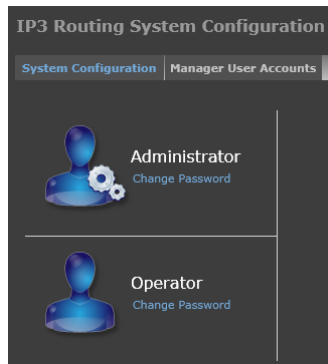 IP3 Routing System Configuration
System Configuration Manager User Accounts
Administrator
Change Password
Operator
Change Password